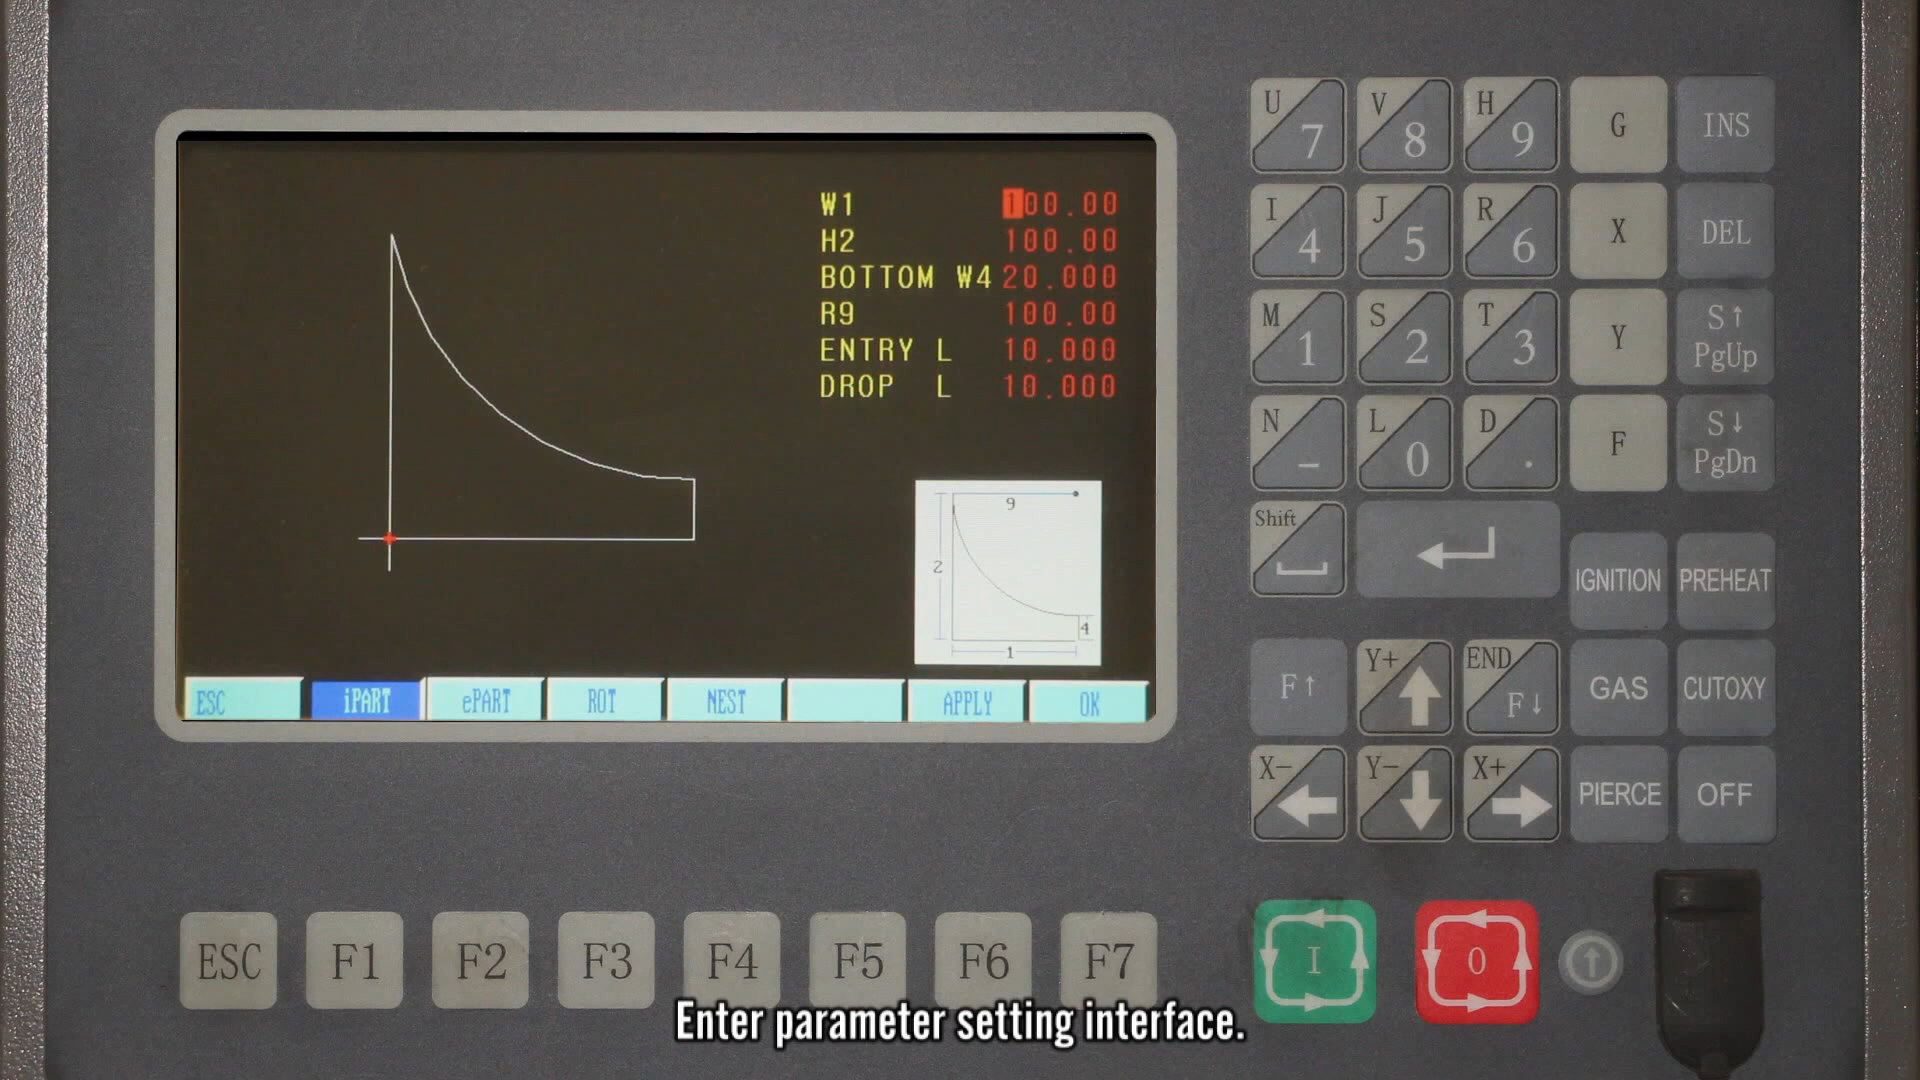 W1 100.00
H2 100.00
BOTTOM W4 20.000
R9 100.00
ENTRY L 10.000
DROP L 10.000
9
2
4
1
ESC iPART ePART ROT NEST APPLY OK
U 7 V 8 H 9 G INS
I 4 J 5 R 6 X DEL
M 1 S 2 T 3 Y S↑ PgUp
N - L 0 D . F S↓ PgDn
Shift
IGNITION PREHEAT
F↑ Y+ END F↓ GAS CUTOXY
X- Y- X+ PIERCE OFF
ESC F1 F2 F3 F4 F5 F6 F7
I 0
Enter parameter setting interface.